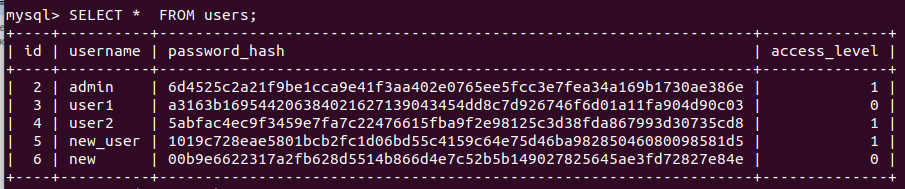 mysql> SELECT *  FROM users;
+----+----------+------------------------------------------------------------------+--------------+
| id | username | password_hash                                                    | access_level |
+----+----------+------------------------------------------------------------------+--------------+
|  2 | admin    | 6d4525c2a21f9be1cca9e41f3aa402e0765ee5fcc3e7fea34a169b1730ae386e |            1 |
|  3 | user1    | a3163b169544206384021627139043454dd8c7d926746f6d01a11fa904d90c03 |            0 |
|  4 | user2    | 5abfac4ec9f3459e7fa7c22476615fba9f2e98125c3d38fda867993d30735cd8 |            1 |
|  5 | new_user | 1019c728eae5801bcb2fc1d06bd55c4159c64e75d46ba98285046080098581d5 |            1 |
|  6 | new      | 00b9e6622317a2fb628d5514b866d4e7c52b5b149027825645ae3fd72827e84e |            0 |
+----+----------+------------------------------------------------------------------+--------------+